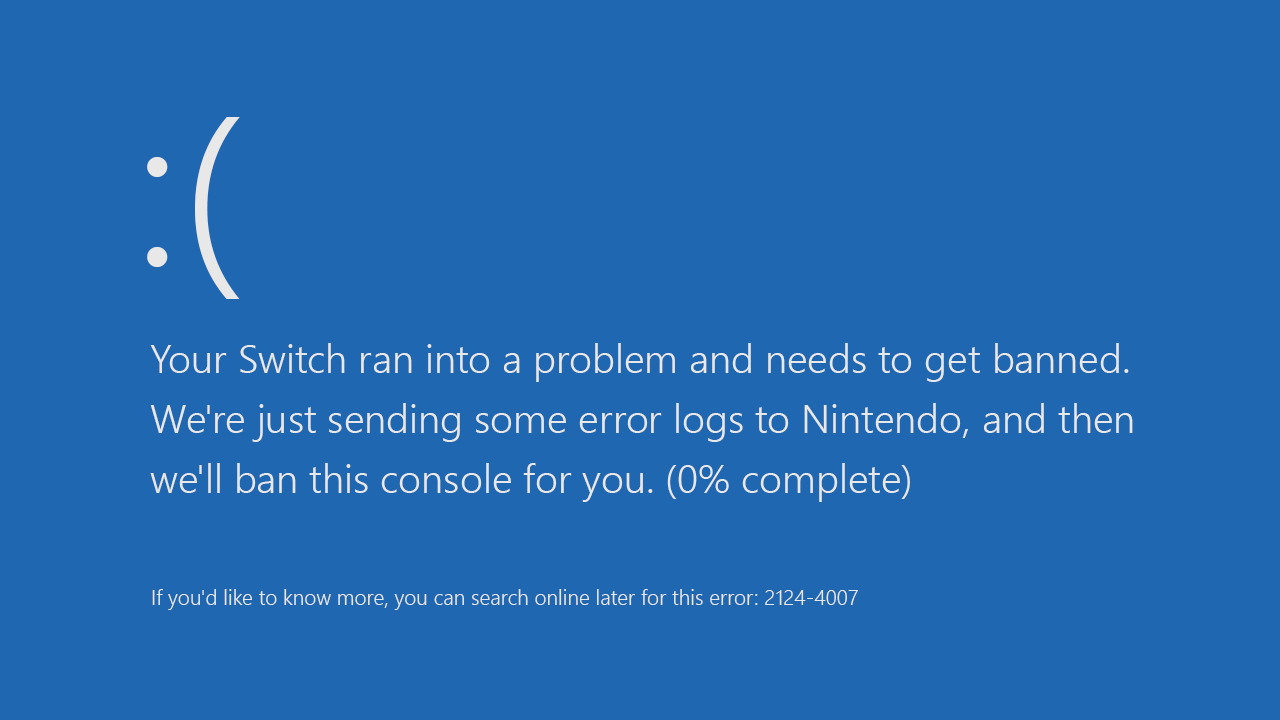 :(
Your Switch ran into a problem and needs to get banned.
We're just sending some error logs to Nintendo, and then
we'll ban this console for you. (0% complete)
If you'd like to know more, you can search online later for this error: 2124-4007